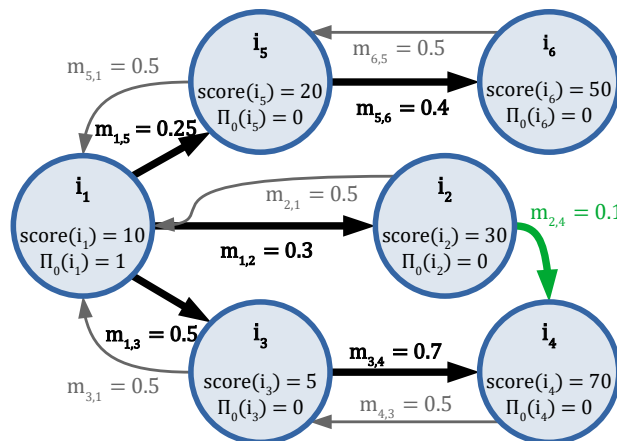 i₅
score(i₅) = 20
Π₀(i₅) = 0
i₆
score(i₆) = 50
Π₀(i₆) = 0
m₆,₅ = 0.5
m₅,₁ = 0.5
m₁,₅ = 0.25
m₅,₆ = 0.4
i₁
score(i₁) = 10
Π₀(i₁) = 1
m₂,₁ = 0.5
i₂
score(i₂) = 30
Π₀(i₂) = 0
m₂,₄ = 0.1
m₁,₂ = 0.3
m₁,₃ = 0.5
i₃
score(i₃) = 5
Π₀(i₃) = 0
m₃,₄ = 0.7
i₄
score(i₄) = 70
Π₀(i₄) = 0
m₃,₁ = 0.5
m₄,₃ = 0.5